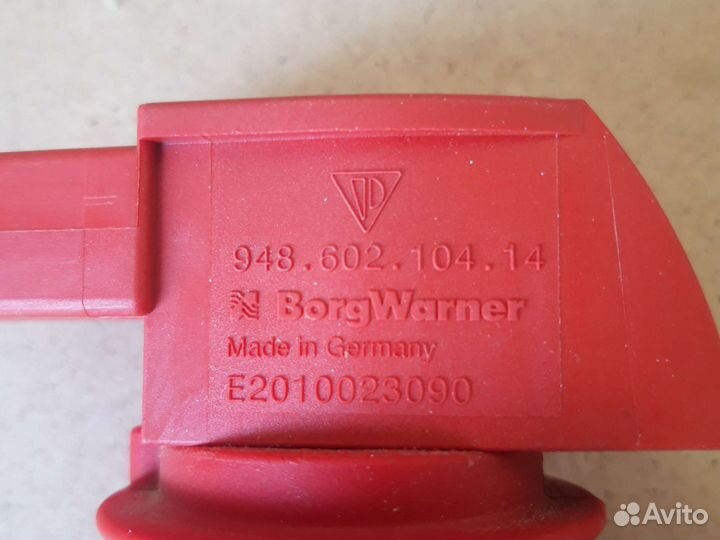 948.602.104.14
BorgWarner
Made in Germany
E2010023090
Avito